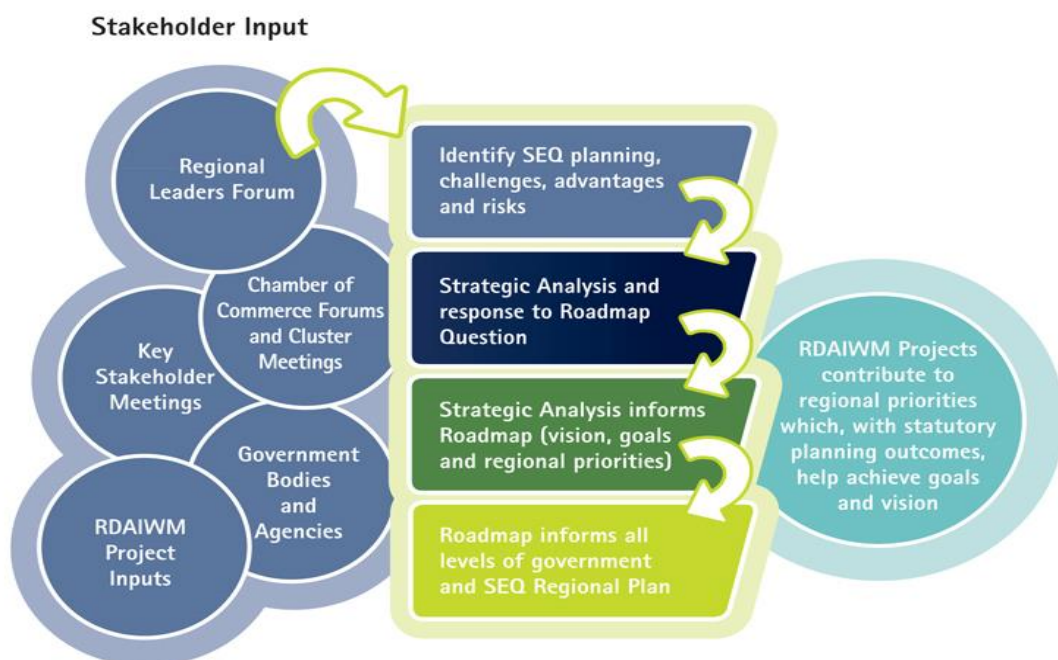 Stakeholder Input
Regional
Leaders Forum
Chamber of
Commerce Forums
and Cluster
Meetings
Key
Stakeholder
Meetings
Government
Bodies
and
Agencies
RDAIWM
Project
Inputs
Identify SEQ planning,
challenges, advantages
and risks
Strategic Analysis and
response to Roadmap
Question
Strategic Analysis informs
Roadmap (vision, goals
and regional priorities)
Roadmap informs all
levels of government
and SEQ Regional Plan
RDAIWM Projects
contribute to
regional priorities
which, with statutory
planning outcomes,
help achieve goals
and vision